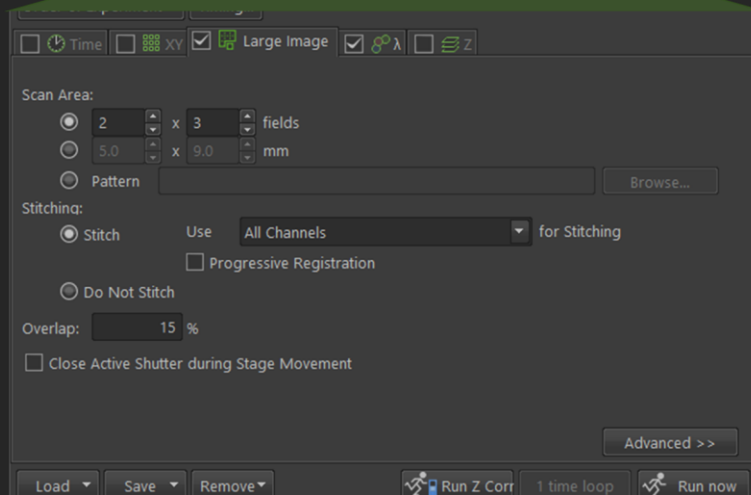 Time XY Large Image λ Z
Scan Area:
2 x 3 fields
5.0 x 9.0 mm
Pattern Browse...
Stitching:
Stitch Use All Channels for Stitching
Progressive Registration
Do Not Stitch
Overlap: 15 %
Close Active Shutter during Stage Movement
Advanced >>
Load Save Remove Run Z Corr 1 time loop Run now